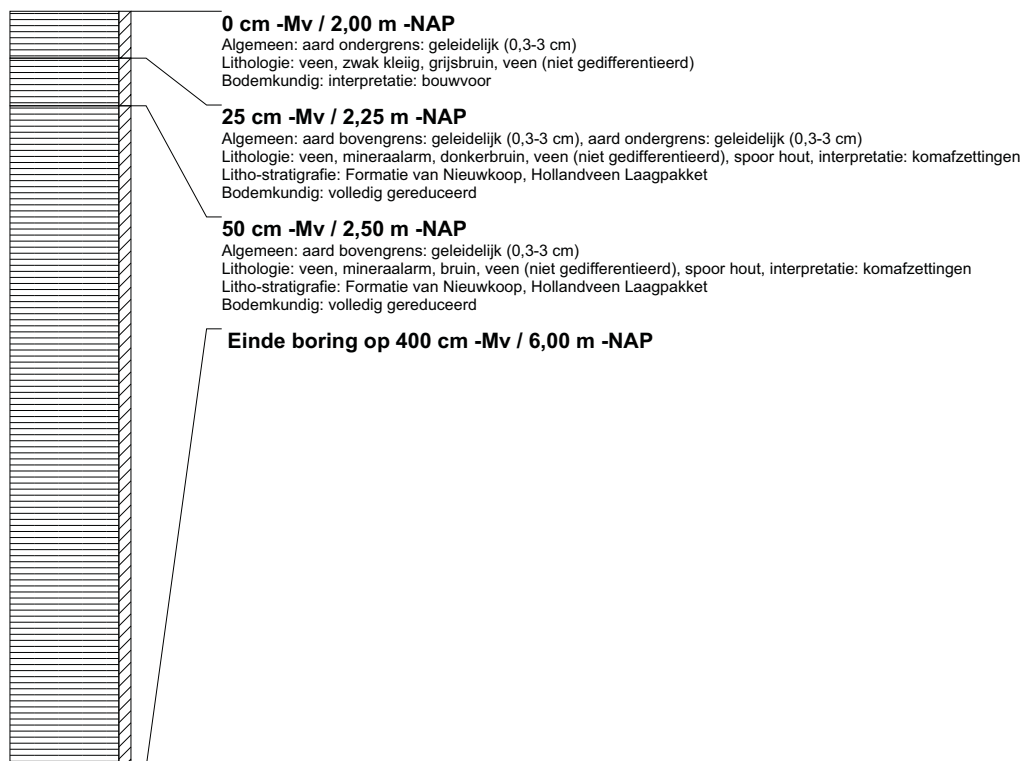 0 cm -Mv / 2,00 m -NAP
Algemeen: aard ondergrens: geleidelijk (0,3-3 cm)
Lithologie: veen, zwak kleiig, grijsbruin, veen (niet gedifferentieerd)
Bodemkundig: interpretatie: bouwvoor
25 cm -Mv / 2,25 m -NAP
Algemeen: aard bovengrens: geleidelijk (0,3-3 cm), aard ondergrens: geleidelijk (0,3-3 cm)
Lithologie: veen, mineraalarm, donkerbruin, veen (niet gedifferentieerd), spoor hout, interpretatie: komafzettingen
Litho-stratigrafie: Formatie van Nieuwkoop, Hollandveen Laagpakket
Bodemkundig: volledig gereduceerd
50 cm -Mv / 2,50 m -NAP
Algemeen: aard bovengrens: geleidelijk (0,3-3 cm)
Lithologie: veen, mineraalarm, bruin, veen (niet gedifferentieerd), spoor hout, interpretatie: komafzettingen
Litho-stratigrafie: Formatie van Nieuwkoop, Hollandveen Laagpakket
Bodemkundig: volledig gereduceerd
Einde boring op 400 cm -Mv / 6,00 m -NAP